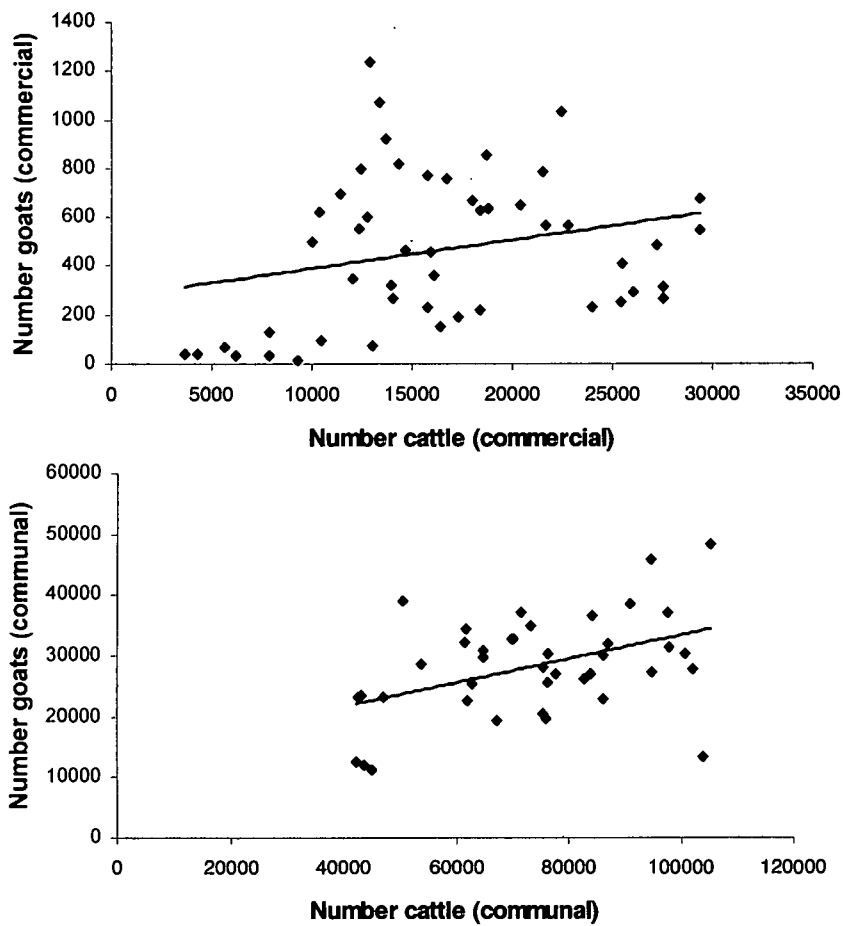 1400
1200
1000
800
600
400
200
0
Number goats (commercial)
0 5000 10000 15000 20000 25000 30000 35000
Number cattle (commercial)
60000
50000
40000
30000
20000
10000
0
Number goats (communal)
0 20000 40000 60000 80000 100000 120000
Number cattle (communal)